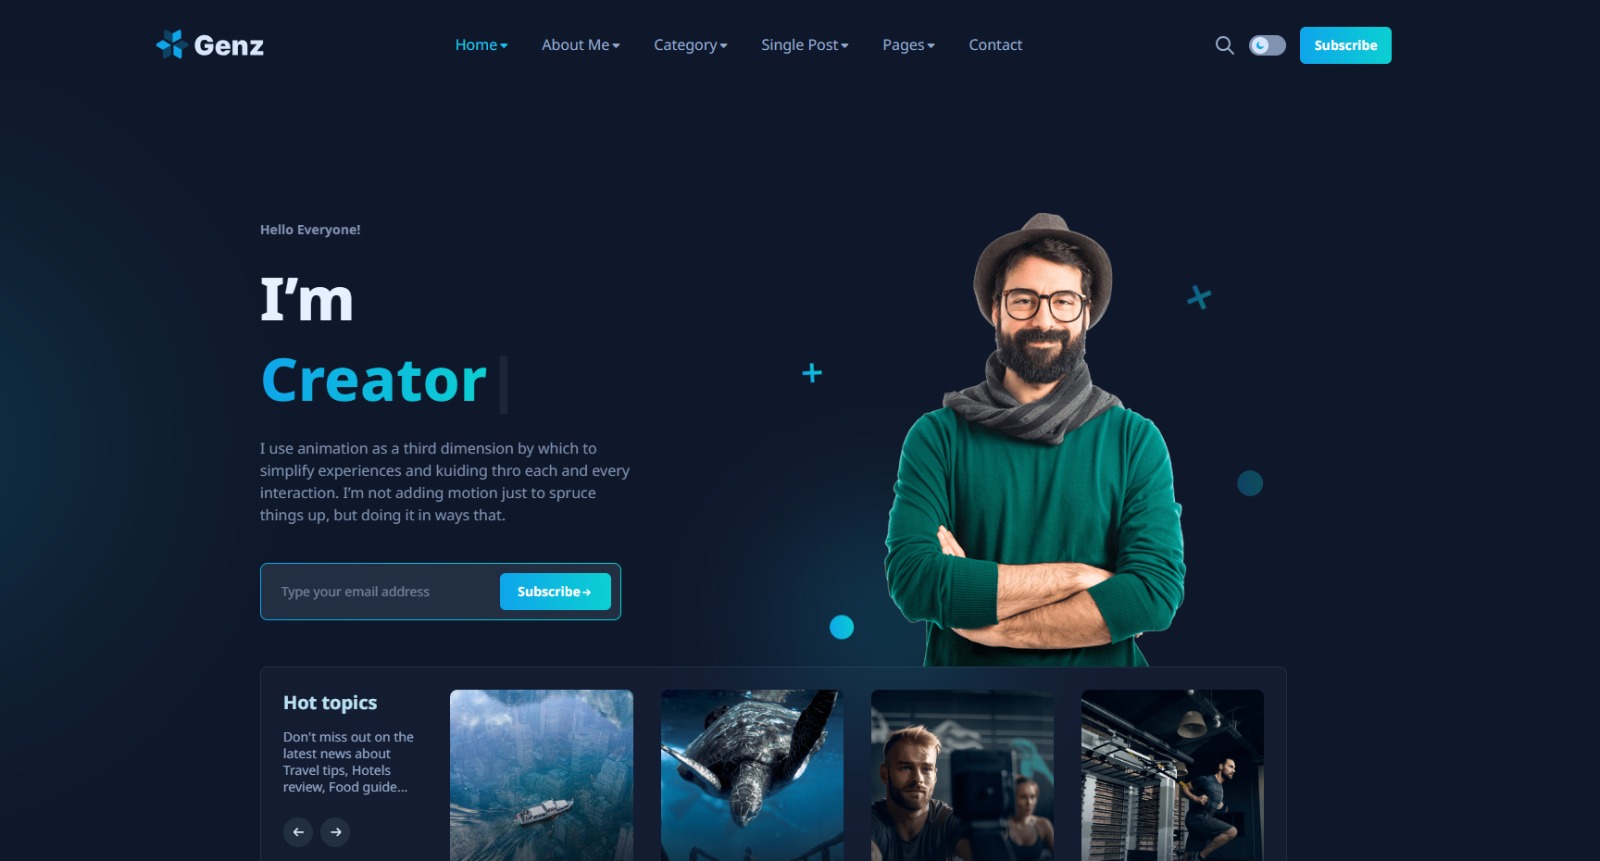 Genz
Home
About Me
Category
Single Post
Pages
Contact
Subscribe
Hello Everyone!
I'm
Creator
I use animation as a third dimension by which to
simplify experiences and kuiding thro each and every
interaction. I'm not adding motion just to spruce
things up, but doing it in ways that.
Type your email address
Subscribe→
Hot topics
Don't miss out on the
latest news about
Travel tips, Hotels
review, Food guide...